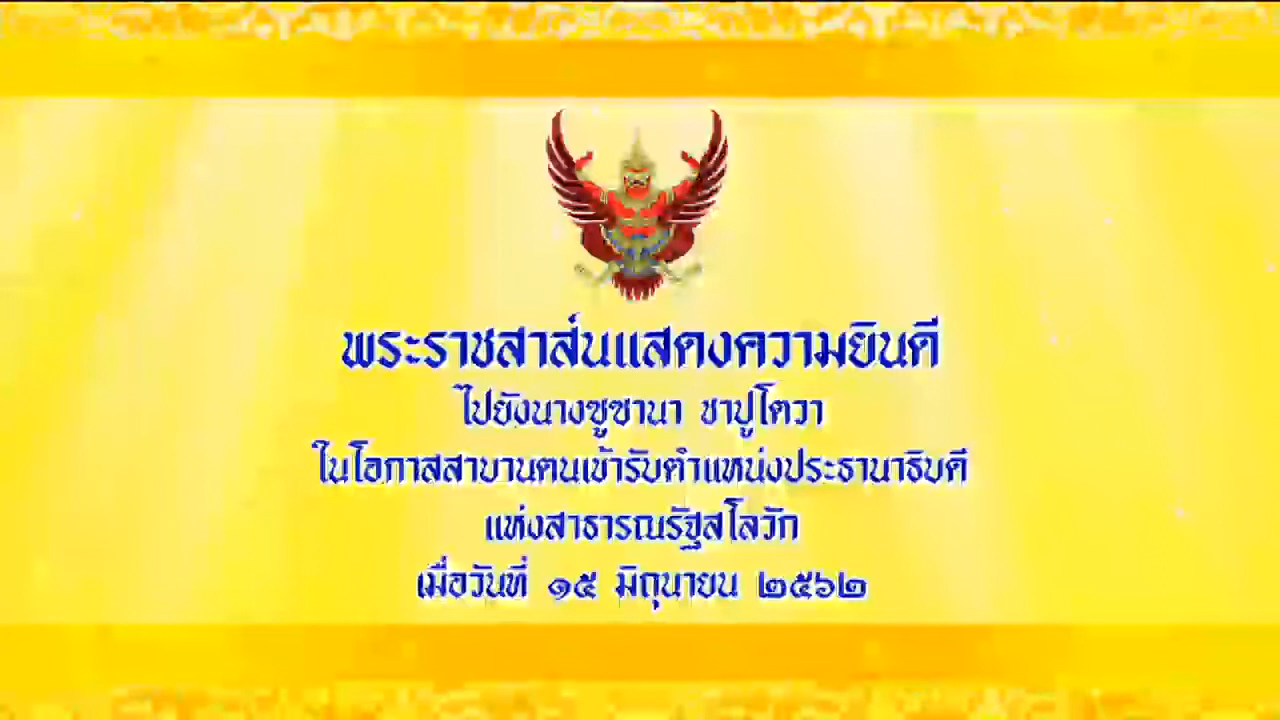 พระราชสาส์นแสดงความยินดี
ไปยังนางซูซานา ชาปูโตวา
ในโอกาสสาบานตนเข้ารับตำแหน่งประธานาธิบดี
แห่งสาธารณรัฐสโลวัก
เมื่อวันที่ ๑๕ มิถุนายน ๒๕๖๒